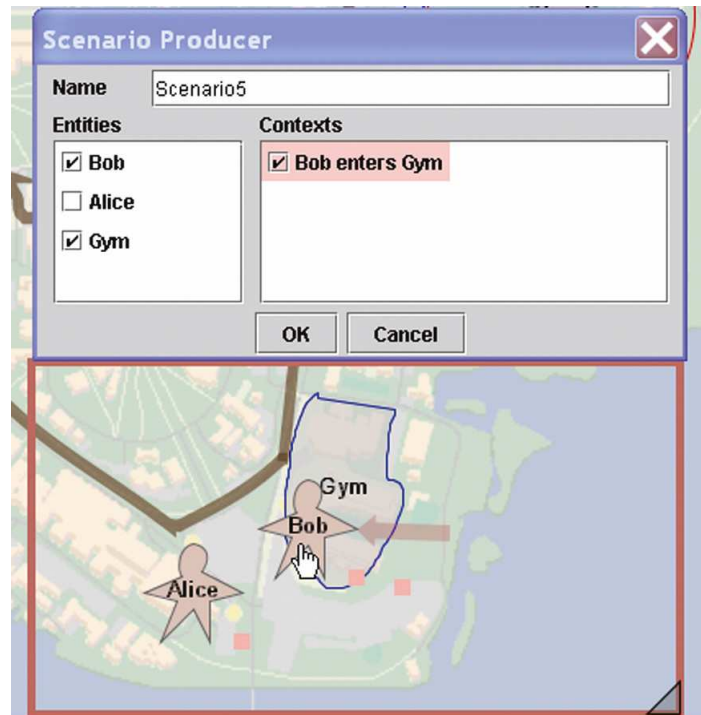 Scenario Producer
Name Scenario5
Entities Contexts
Bob
Bob enters Gym
Alice
Gym
OK Cancel
Gym
Bob
Alice